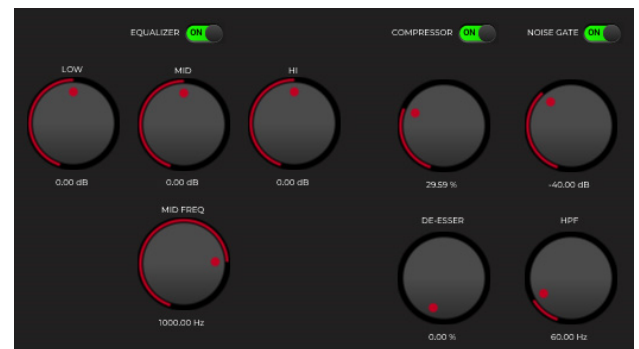 EQUALIZER ON
COMPRESSOR ON
NOISE GATE ON
LOW
MID
HI
0.00 dB
0.00 dB
0.00 dB
29.59 %
-40.00 dB
MID FREQ
DE-ESSER
HPF
1000.00 Hz
0.00 %
60.00 Hz